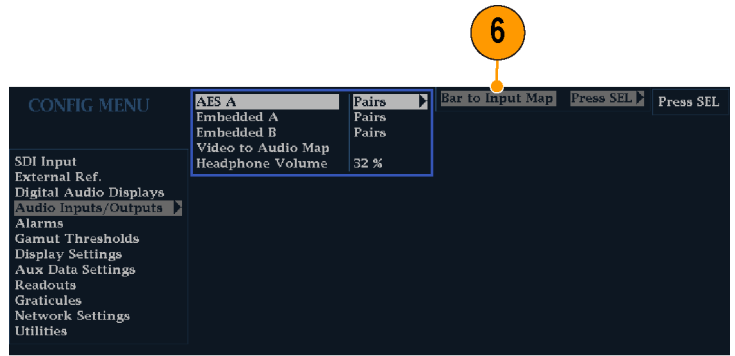 6
CONFIG MENU
AES A Pairs Bar to Input Map Press SEL Press SEL
Embedded A Pairs
Embedded B Pairs
Video to Audio Map
Headphone Volume 32 %
SDI Input
External Ref.
Digital Audio Displays
Audio Inputs/Outputs
Alarms
Gamut Thresholds
Display Settings
Aux Data Settings
Readouts
Graticules
Network Settings
Utilities